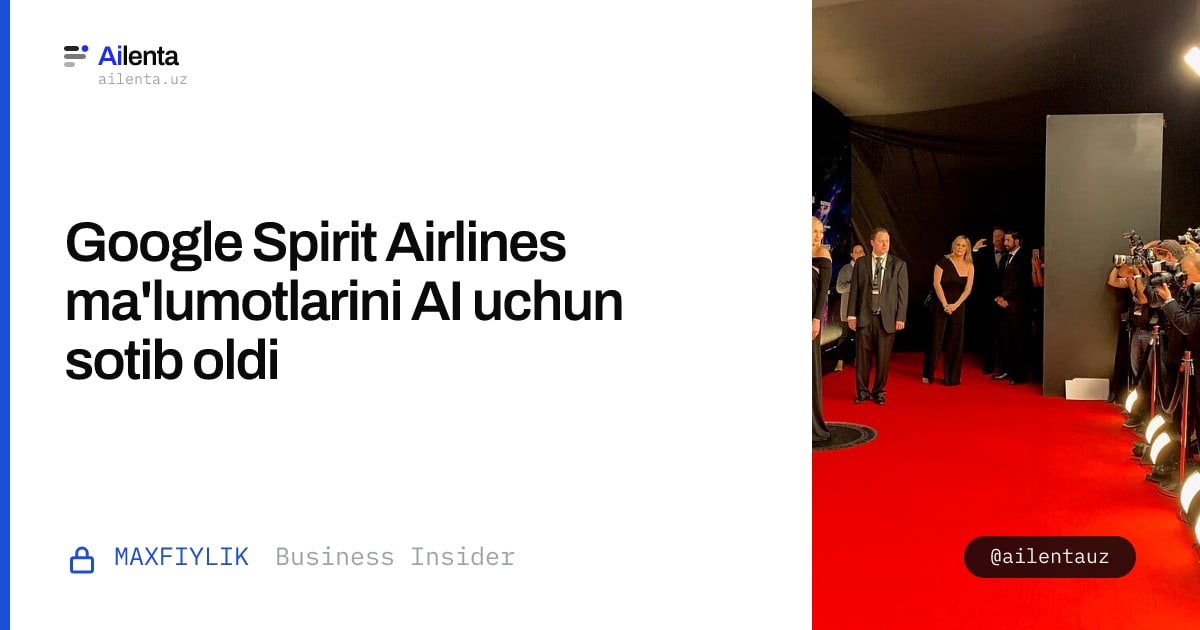 Ailenta
ailenta.uz
Google Spirit Airlines
ma'lumotlarini AI uchun
sotib oldi
MAXFIYLIK Business Insider
@ailentauz